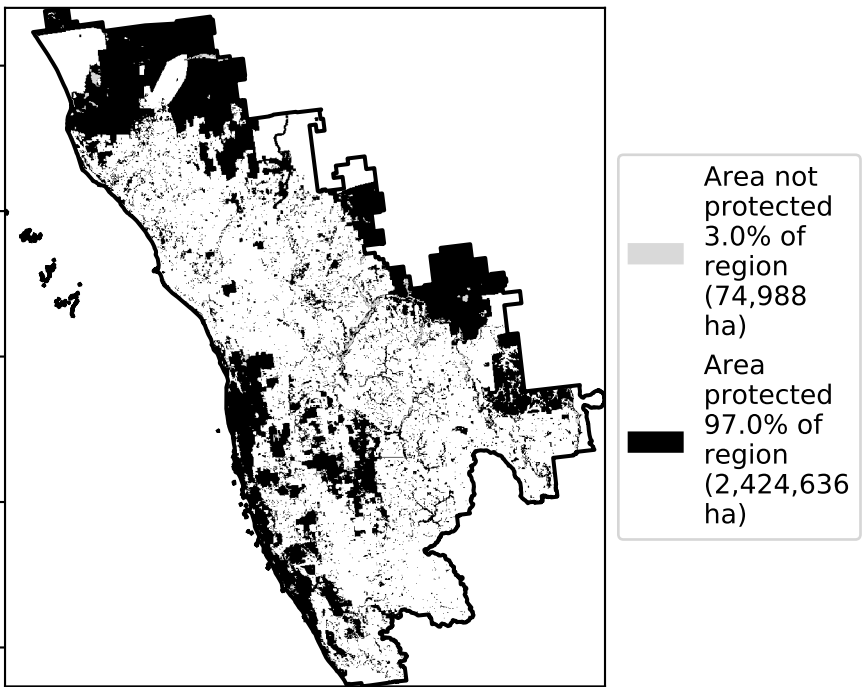 Area not
protected
3.0% of
region
(74,988
ha)
Area
protected
97.0% of
region
(2,424,636
ha)